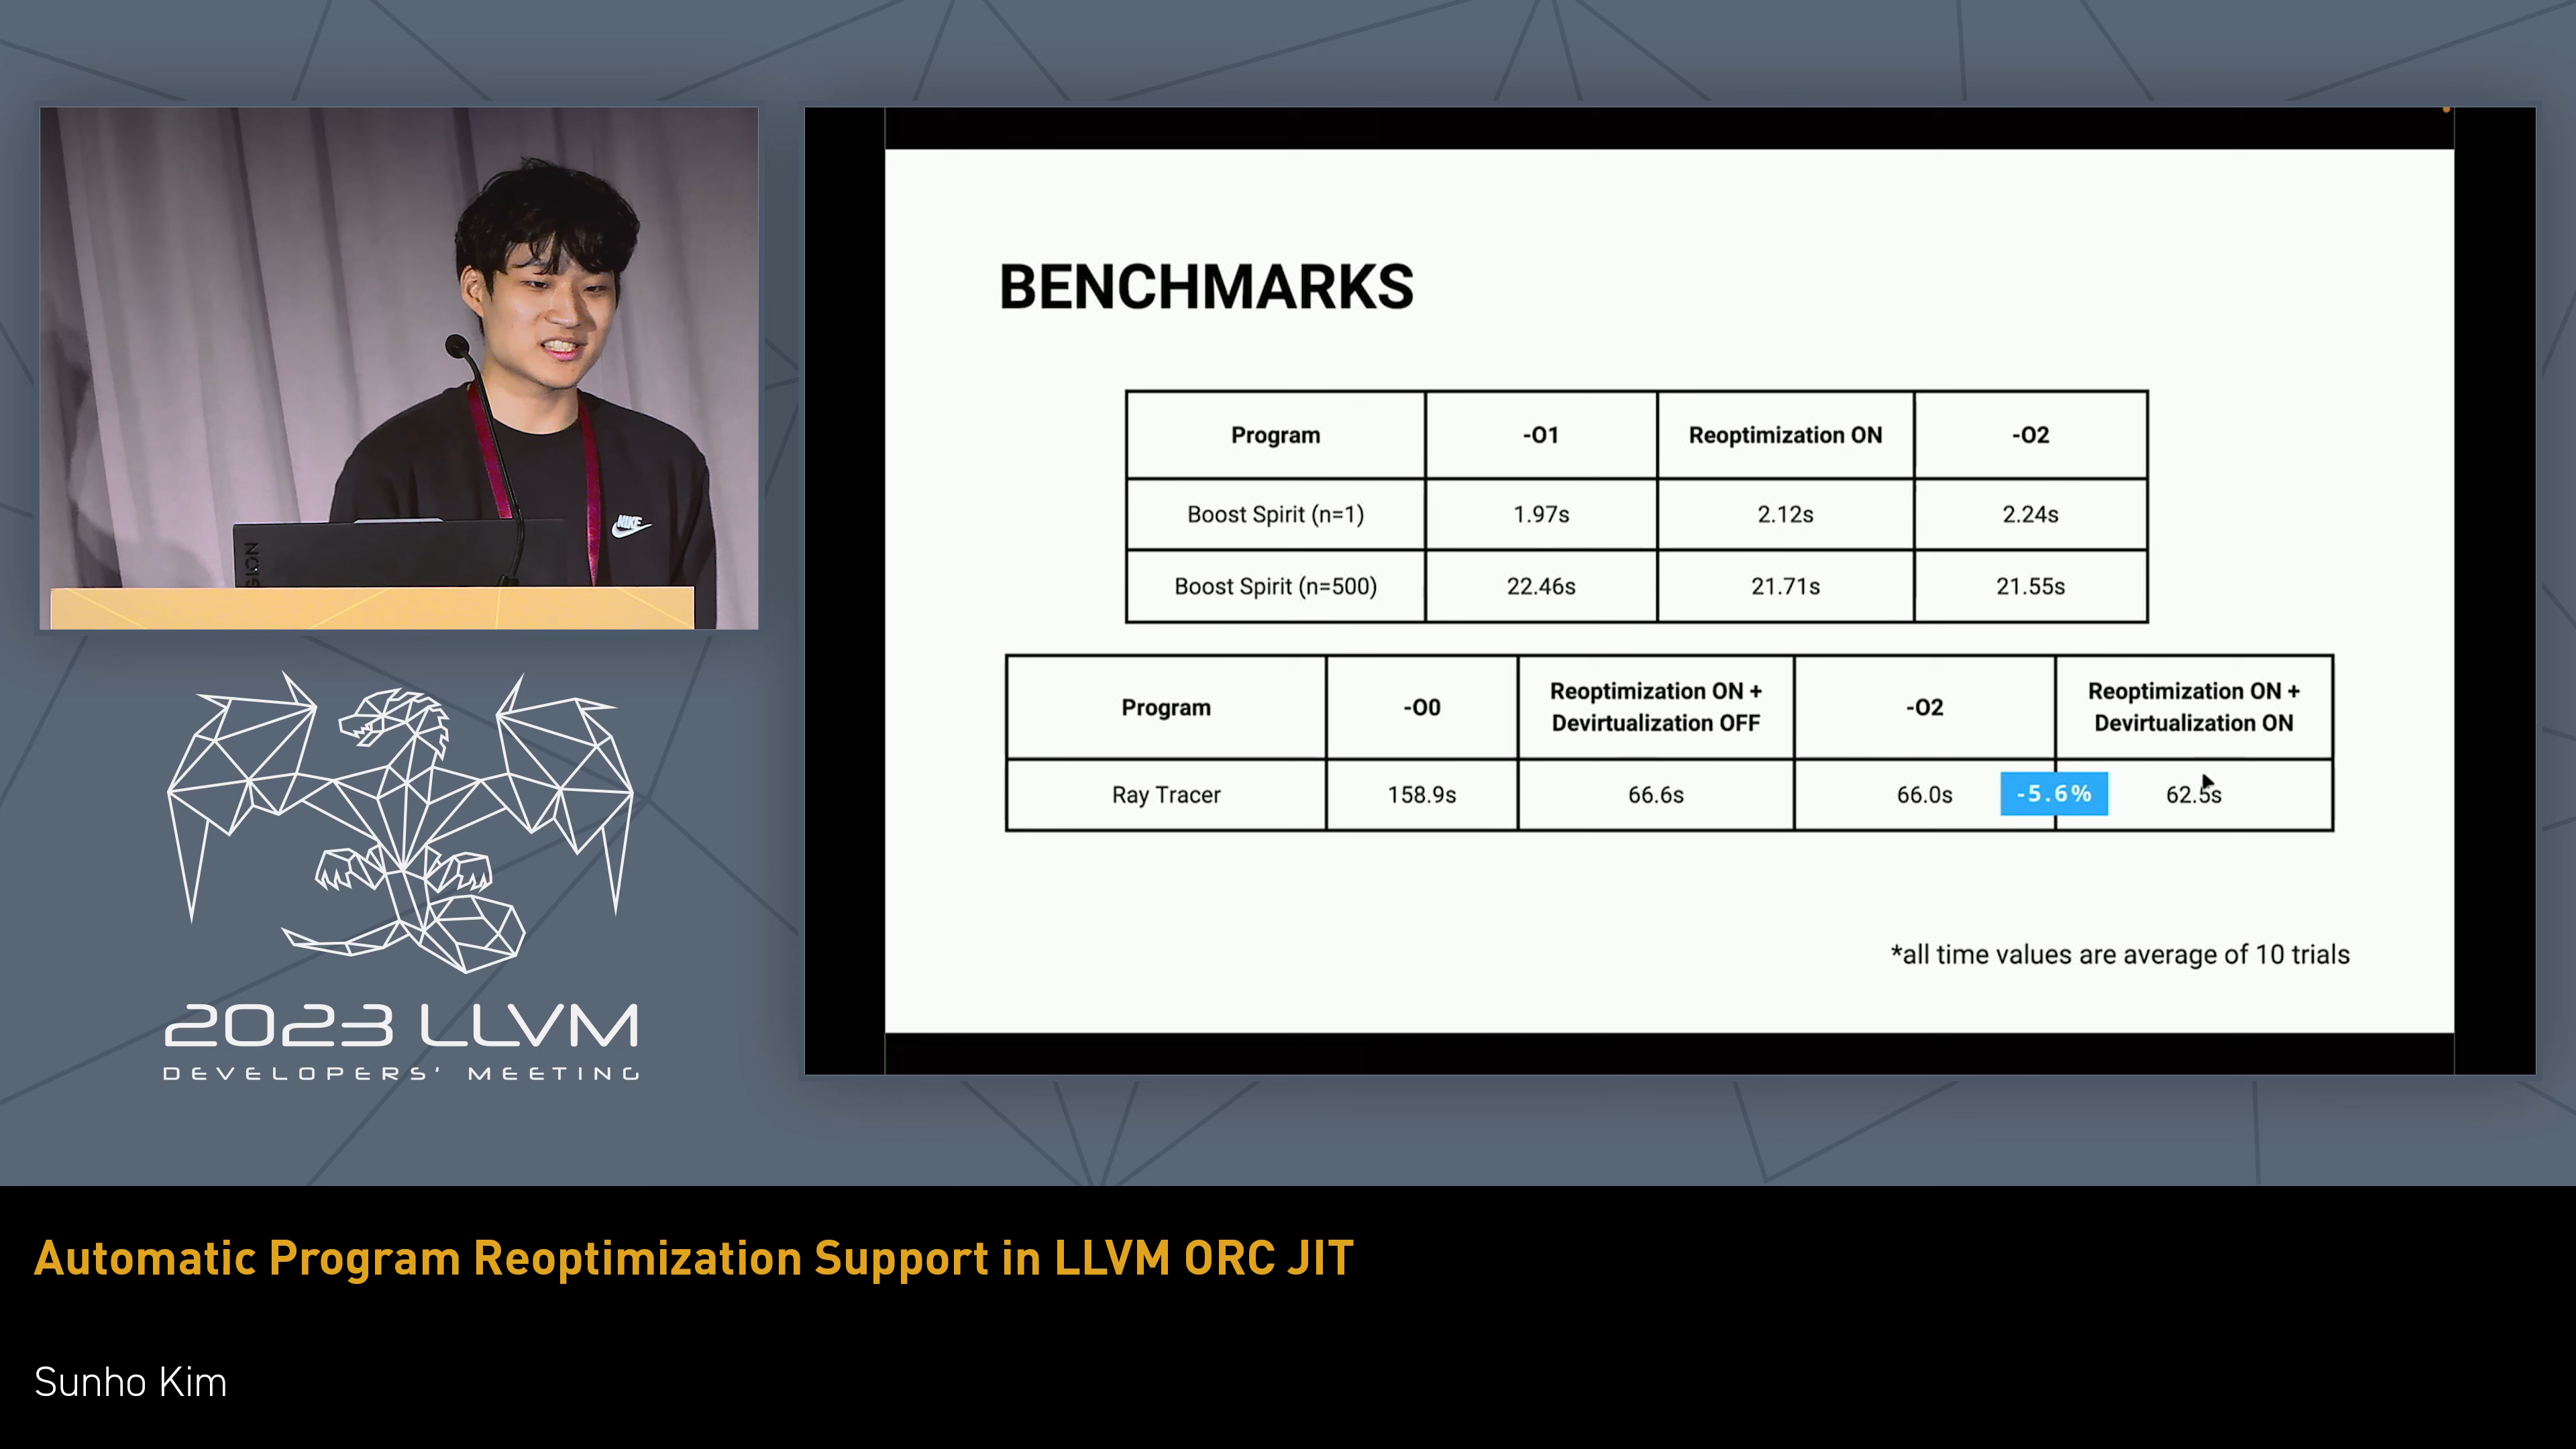 NIKE
GION
BENCHMARKS
Program -O1 Reoptimization ON -O2
Boost Spirit (n=1) 1.97s 2.12s 2.24s
Boost Spirit (n=500) 22.46s 21.71s 21.55s
Program -O0 Reoptimization ON + Devirtualization OFF -O2 Reoptimization ON + Devirtualization ON
Ray Tracer 158.9s 66.6s 66.0s -5.6% 62.5s
*all time values are average of 10 trials
2023 LLVM
DEVELOPERS' MEETING
Automatic Program Reoptimization Support in LLVM ORC JIT
Sunho Kim